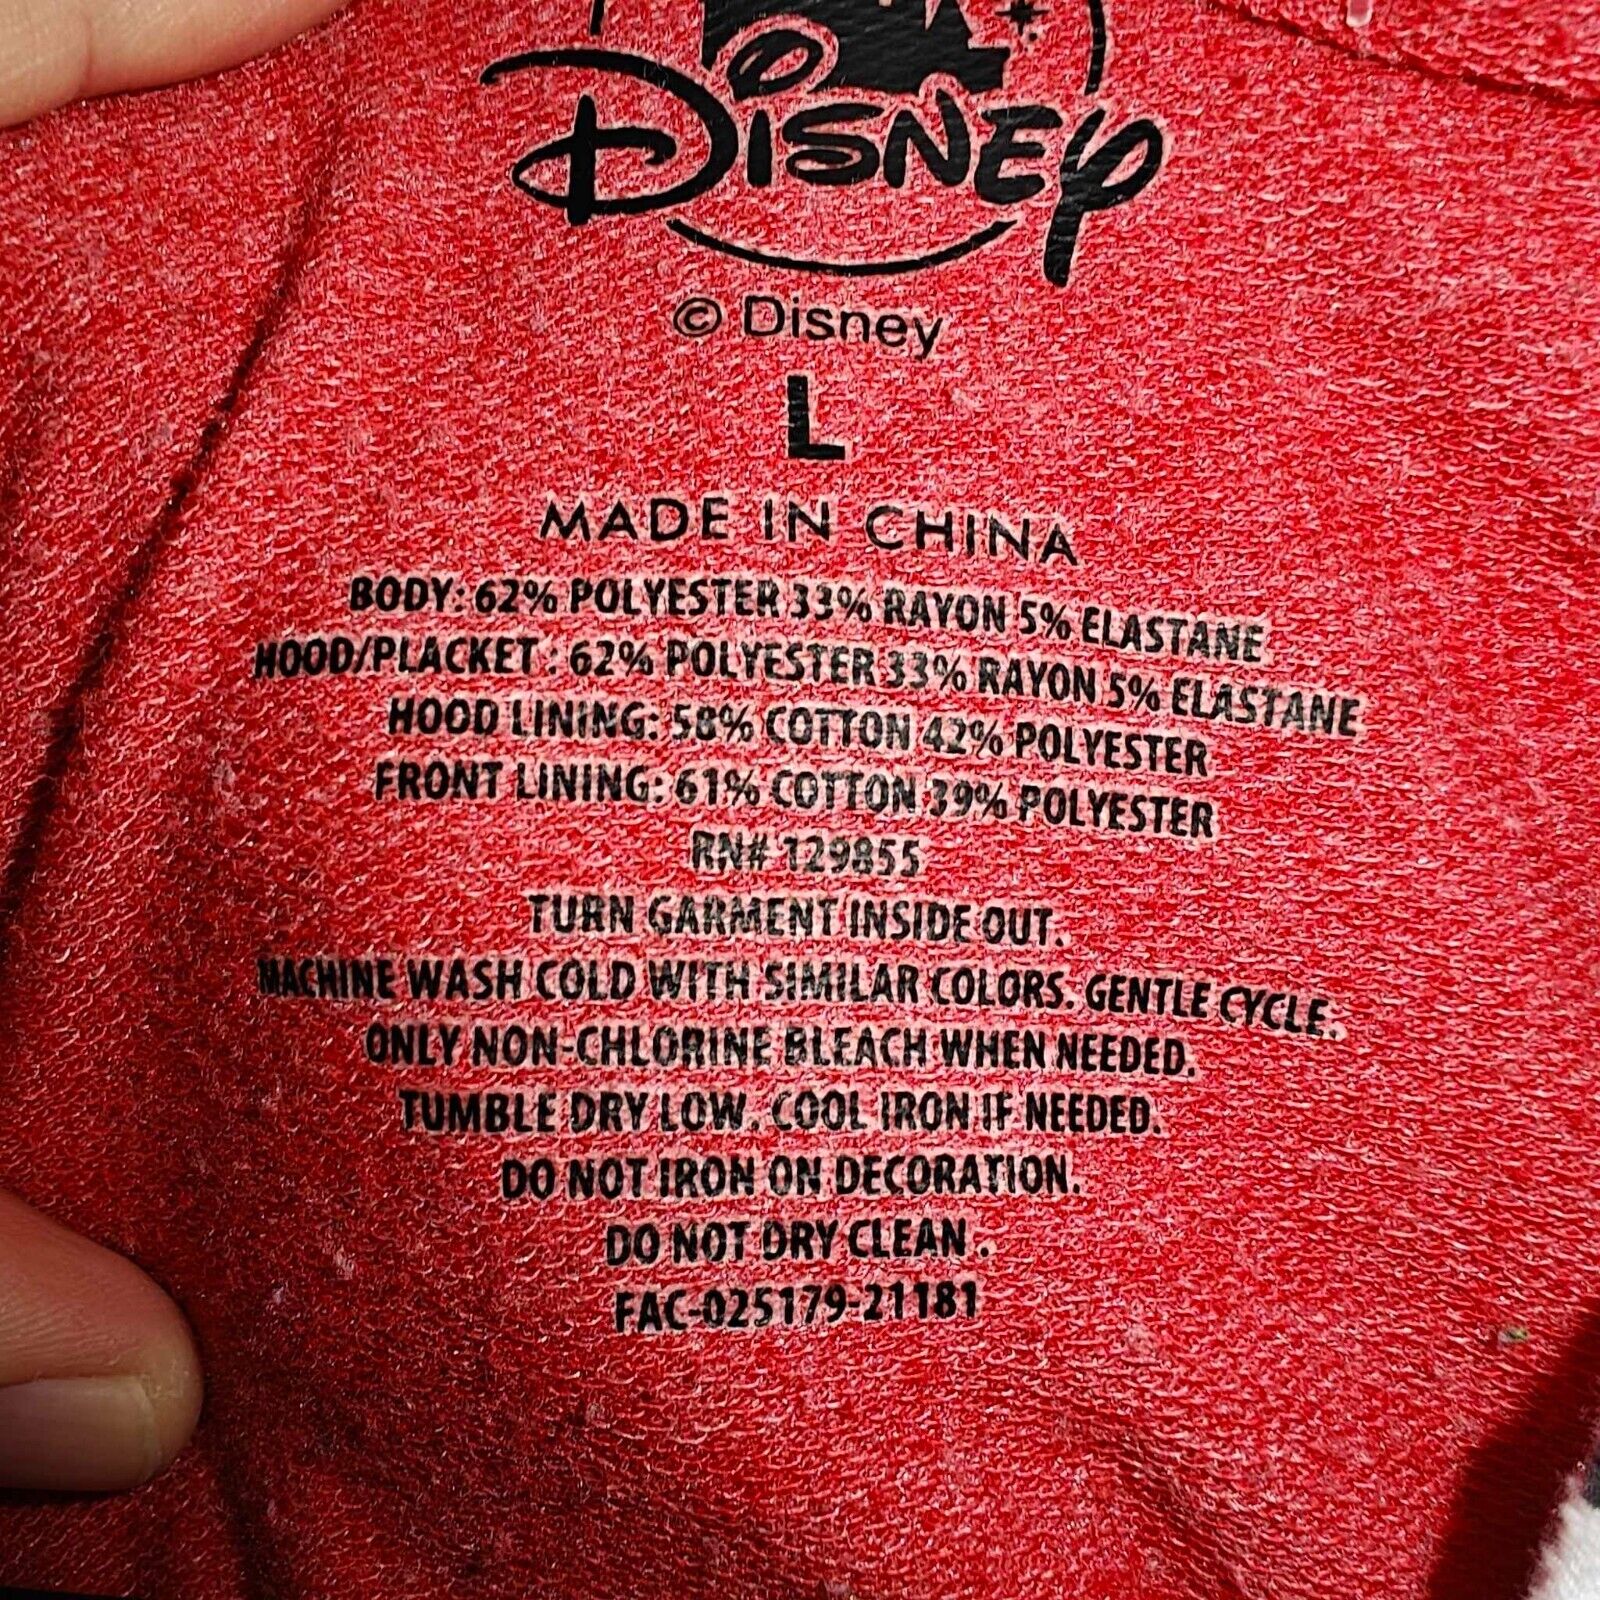 Disney
© Disney
L
MADE IN CHINA
BODY: 62% POLYESTER 33% RAYON 5% ELASTANE
HOOD/PLACKET : 62% POLYESTER 33% RAYON 5% ELASTANE
HOOD LINING: 58% COTTON 42% POLYESTER
FRONT LINING: 61% COTTON 39% POLYESTER
RN# 129855
TURN GARMENT INSIDE OUT.
MACHINE WASH COLD WITH SIMILAR COLORS. GENTLE CYCLE.
ONLY NON-CHLORINE BLEACH WHEN NEEDED.
TUMBLE DRY LOW. COOL IRON IF NEEDED.
DO NOT IRON ON DECORATION.
DO NOT DRY CLEAN .
FAC-025179-21181